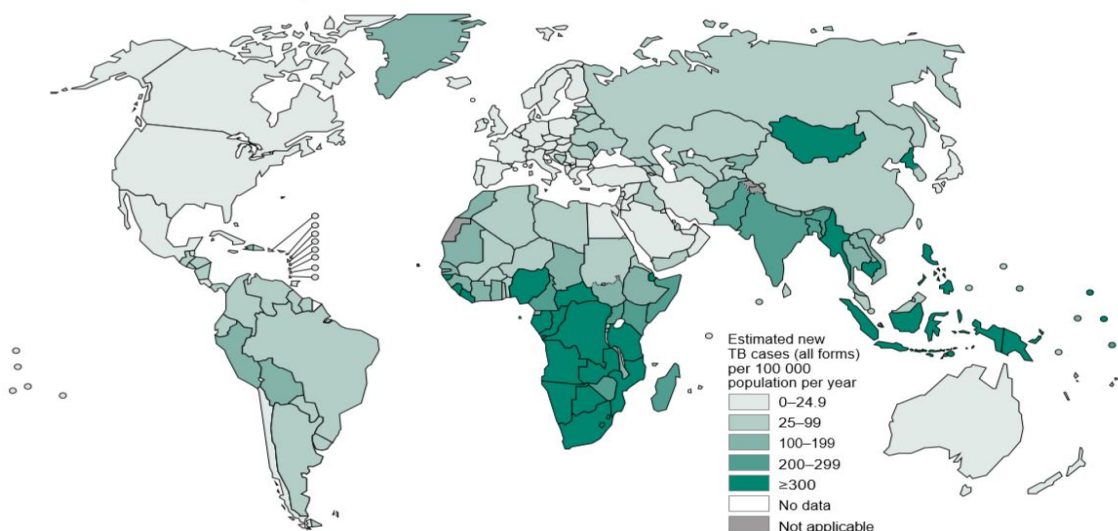 Estimated new
TB cases (all forms)
per 100 000
population per year
0–24.9
25–99
100–199
200–299
≥300
No data
Not applicable